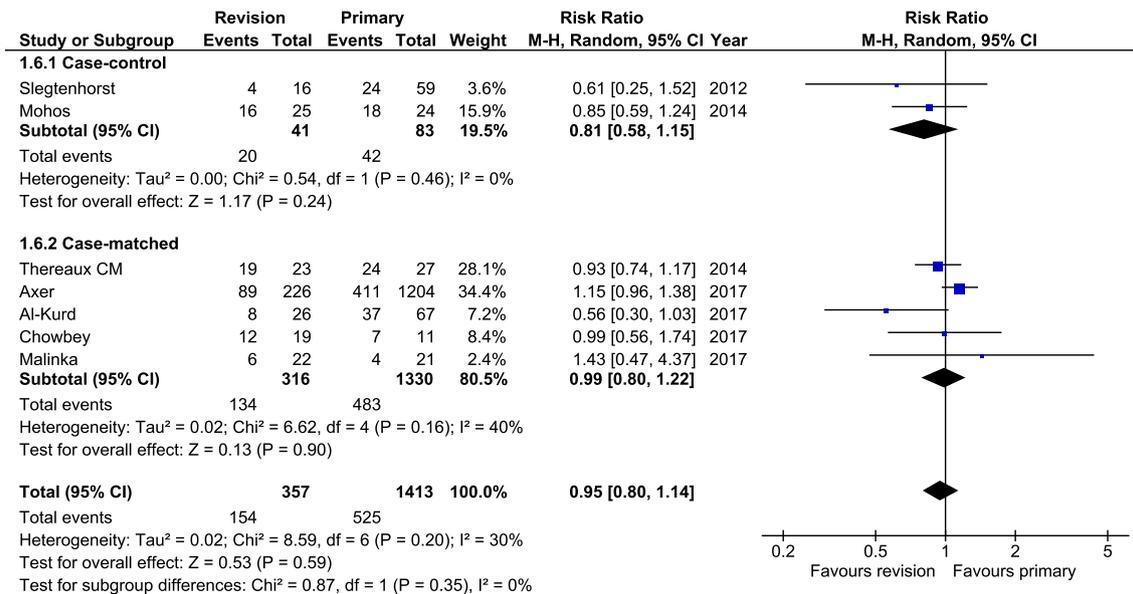 Revision Primary Risk Ratio Risk Ratio
Study or Subgroup Events Total Events Total Weight M-H, Random, 95% CI Year M-H, Random, 95% CI
1.6.1 Case-control
Slegtenhorst 4 16 24 59 3.6% 0.61 [0.25, 1.52] 2012
Mohos 16 25 18 24 15.9% 0.85 [0.59, 1.24] 2014
Subtotal (95% CI) 41 83 19.5% 0.81 [0.58, 1.15]
Total events 20 42
Heterogeneity: Tau² = 0.00; Chi² = 0.54, df = 1 (P = 0.46); I² = 0%
Test for overall effect: Z = 1.17 (P = 0.24)
1.6.2 Case-matched
Thereaux CM 19 23 24 27 28.1% 0.93 [0.74, 1.17] 2014
Axer 89 226 411 1204 34.4% 1.15 [0.96, 1.38] 2017
Al-Kurd 8 26 37 67 7.2% 0.56 [0.30, 1.03] 2017
Chowbey 12 19 7 11 8.4% 0.99 [0.56, 1.74] 2017
Malinka 6 22 4 21 2.4% 1.43 [0.47, 4.37] 2017
Subtotal (95% CI) 316 1330 80.5% 0.99 [0.80, 1.22]
Total events 134 483
Heterogeneity: Tau² = 0.02; Chi² = 6.62, df = 4 (P = 0.16); I² = 40%
Test for overall effect: Z = 0.13 (P = 0.90)
Total (95% CI) 357 1413 100.0% 0.95 [0.80, 1.14]
Total events 154 525
Heterogeneity: Tau² = 0.02; Chi² = 8.59, df = 6 (P = 0.20); I² = 30%
Test for overall effect: Z = 0.53 (P = 0.59)
Test for subgroup differences: Chi² = 0.87, df = 1 (P = 0.35), I² = 0%
0.2 0.5 1 2 5
Favours revision Favours primary